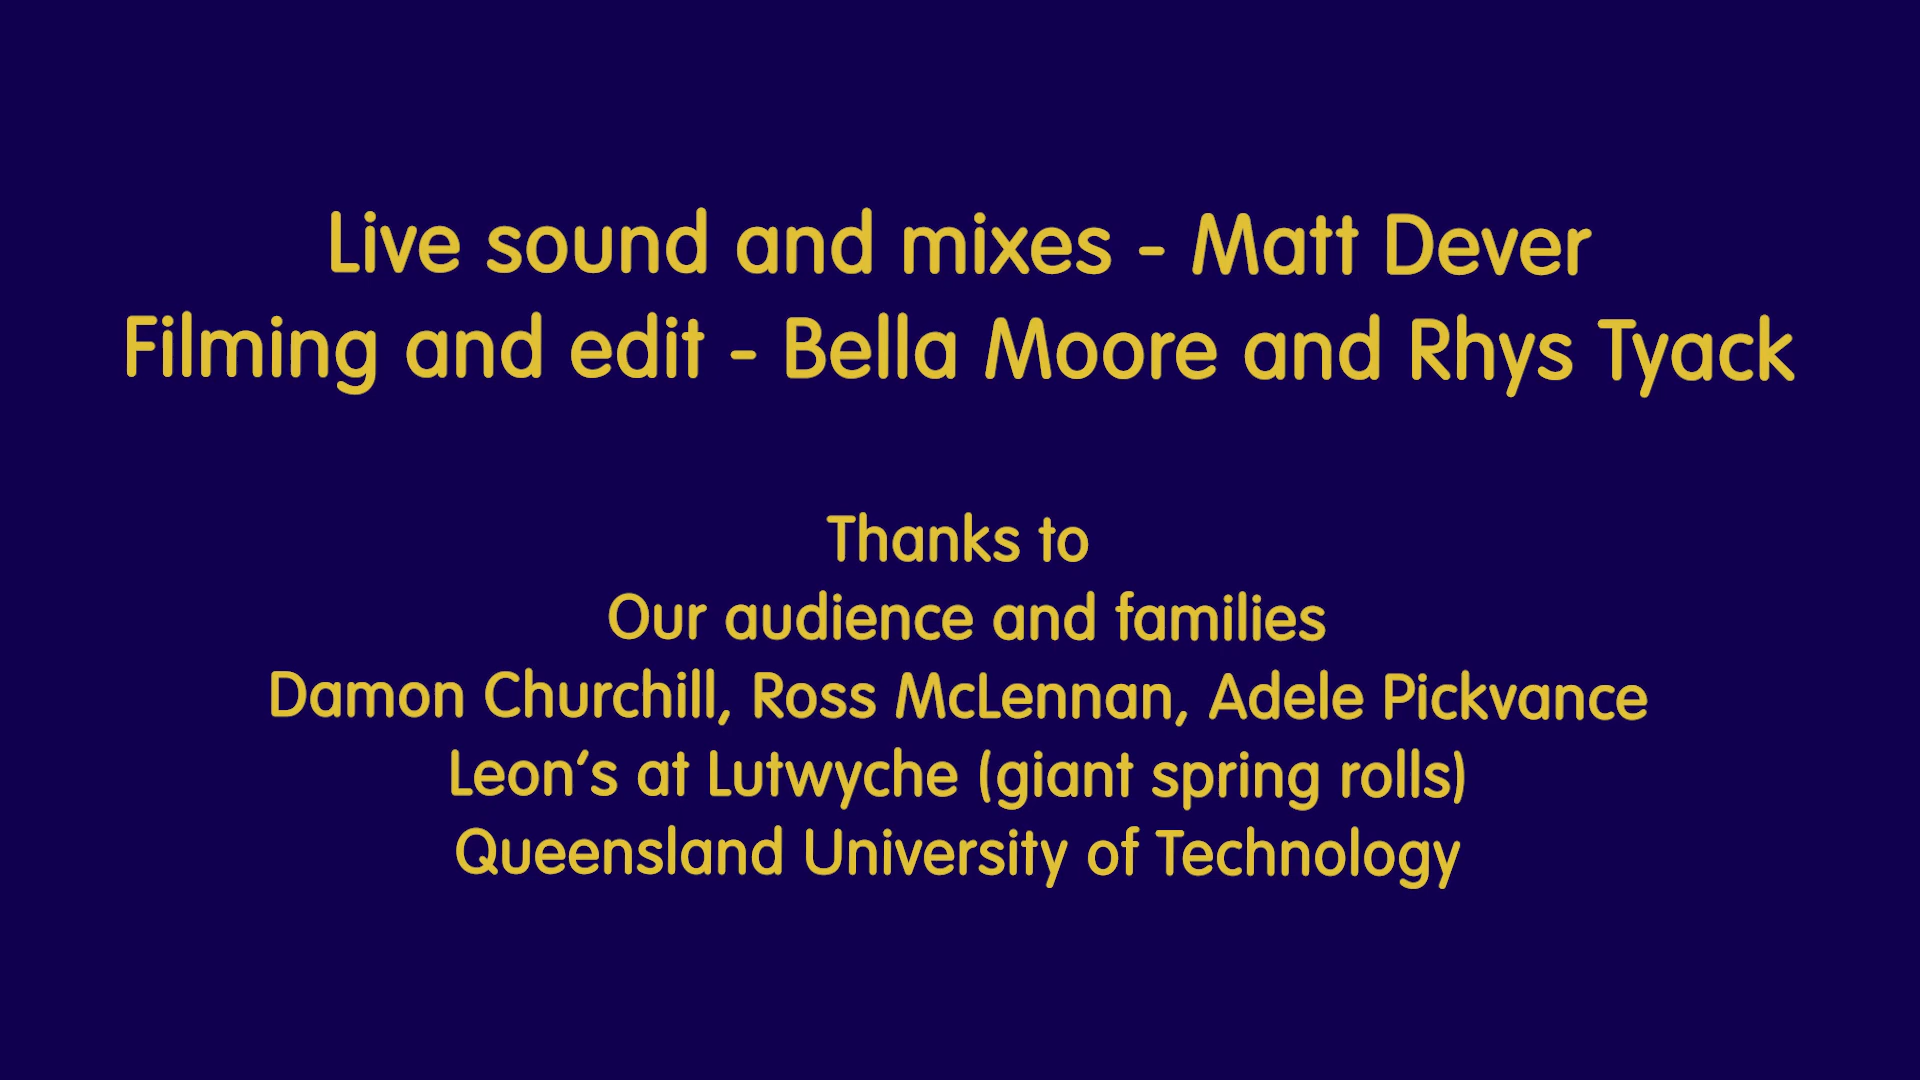 Live sound and mixes - Matt Dever
Filming and edit - Bella Moore and Rhys Tyack
Thanks to
Our audience and families
Damon Churchill, Ross McLennan, Adele Pickvance
Leon’s at Lutwyche (giant spring rolls)
Queensland University of Technology